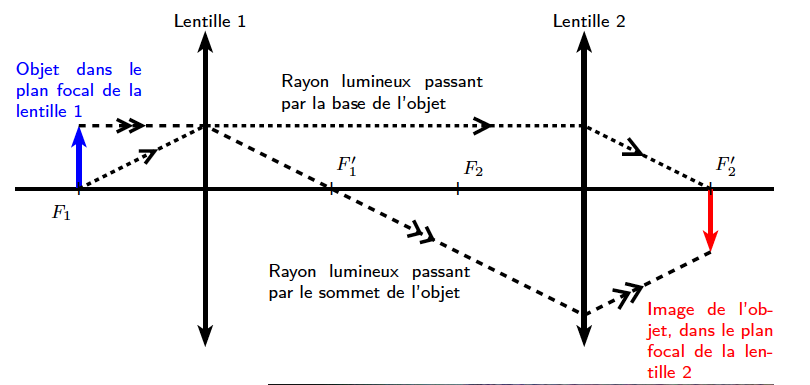 Lentille 1
Lentille 2
Objet dans le
plan focal de la
lentille 1
Rayon lumineux passant
par la base de l'objet
F′₁
F₂
F′₂
F₁
Rayon lumineux passant
par le sommet de l'objet
Image de l'ob-
jet, dans le plan
focal de la len-
tille 2